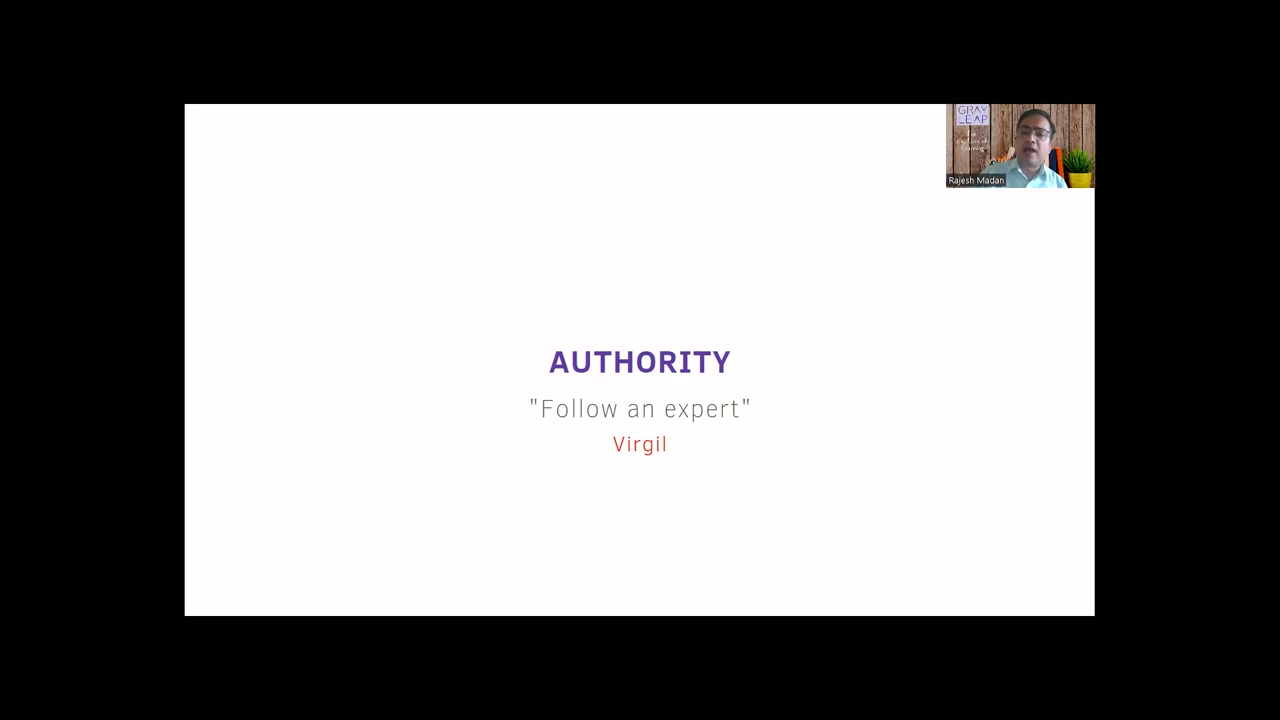 GRAY
LEAP
Rajesh Madan
AUTHORITY
"Follow an expert"
Virgil